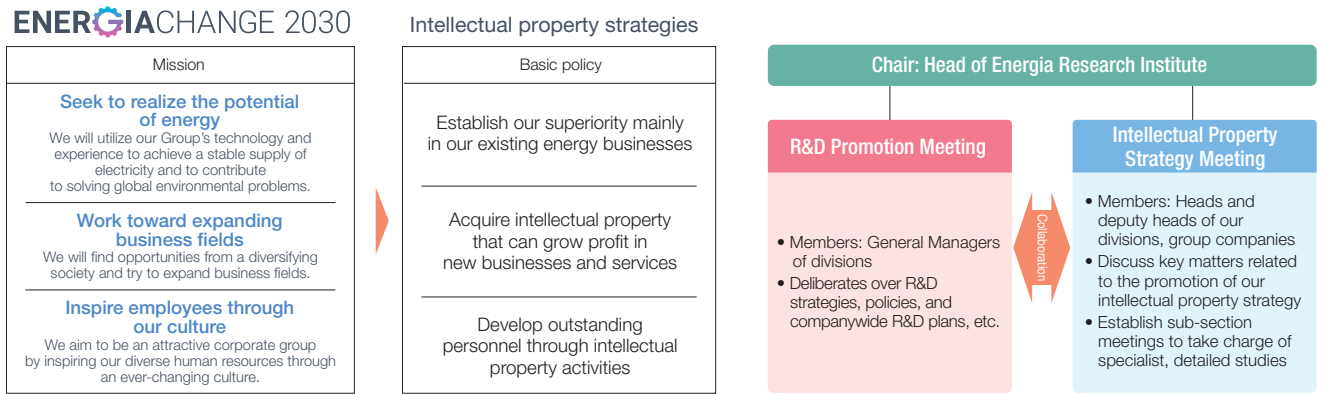 ENERGIACHANGE 2030
Mission
Seek to realize the potential
of energy
We will utilize our Group's technology and
experience to achieve a stable supply of
electricity and to contribute
to solving global environmental problems.
Work toward expanding
business fields
We will find opportunities from a diversifying
society and try to expand business fields.
Inspire employees through
our culture
We aim to be an attractive corporate group
by inspiring our diverse human resources through
an ever-changing culture.
Intellectual property strategies
Basic policy
Establish our superiority mainly
in our existing energy businesses
Acquire intellectual property
that can grow profit in
new businesses and services
Develop outstanding
personnel through intellectual
property activities
Chair: Head of Energia Research Institute
R&D Promotion Meeting
• Members: General Managers
of divisions
• Deliberates over R&D
strategies, policies, and
companywide R&D plans, etc.
Collaboration
Intellectual Property
Strategy Meeting
• Members: Heads and
deputy heads of our
divisions, group companies
• Discuss key matters related
to the promotion of our
intellectual property strategy
• Establish sub-section
meetings to take charge of
specialist, detailed studies